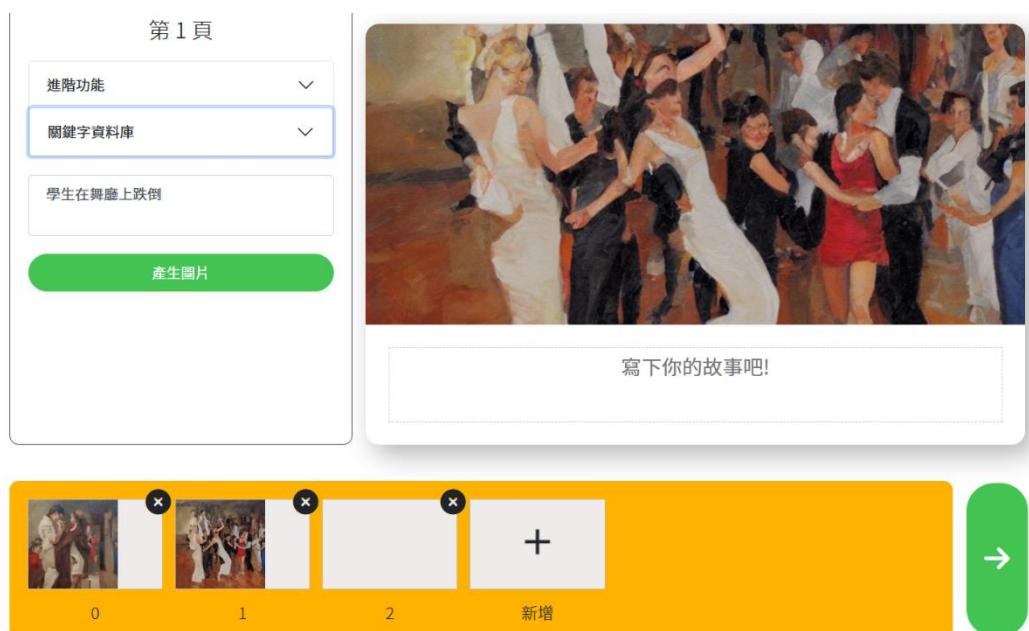 第 1 頁
進階功能
關鍵字資料庫
學生在舞廳上跌倒
產生圖片
寫下你的故事吧!
0
1
2
新增